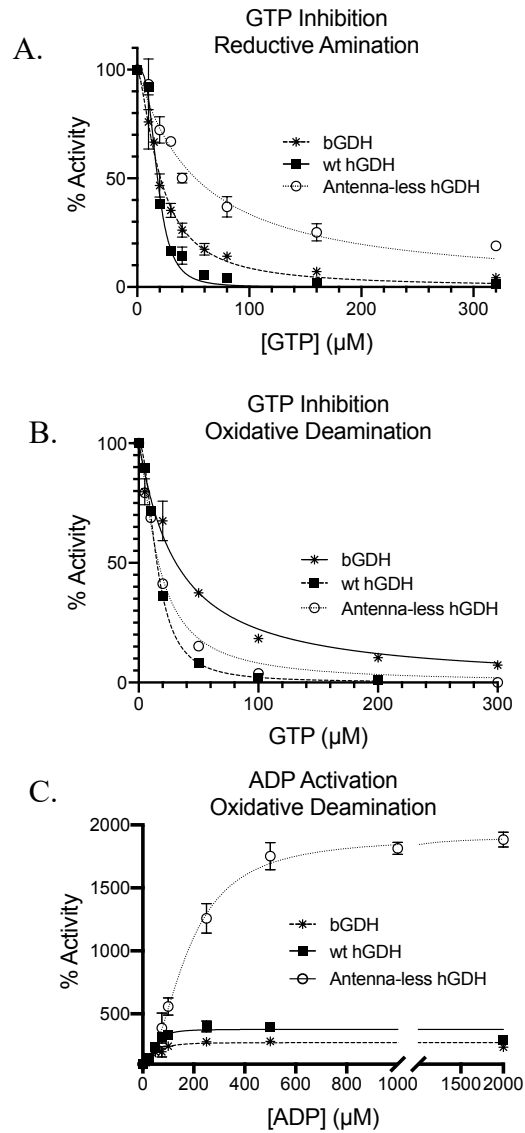 A.
GTP Inhibition
Reductive Amination
% Activity
100
50
0
bGDH
wt hGDH
Antenna-less hGDH
0
100
200
300
[GTP] (µM)
B.
GTP Inhibition
Oxidative Deamination
% Activity
100
50
0
bGDH
wt hGDH
Antenna-less hGDH
0
100
200
300
GTP (µM)
C.
ADP Activation
Oxidative Deamination
% Activity
2000
1500
1000
500
bGDH
wt hGDH
Antenna-less hGDH
0
200
400
600
800
1000
1500
2000
[ADP] (µM)